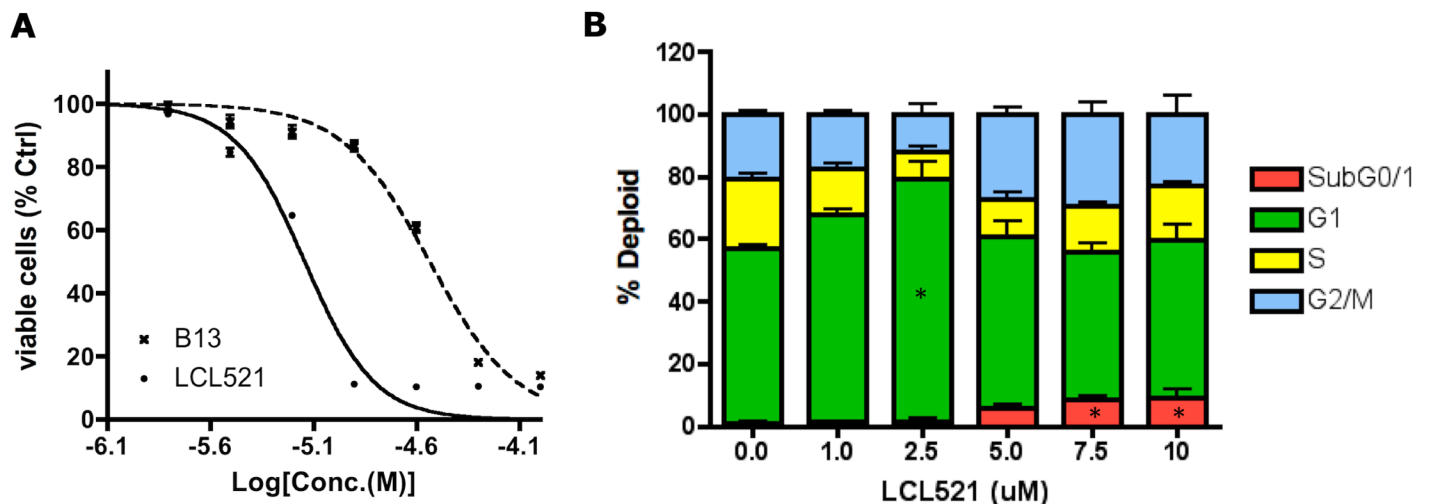 A
viable cells (% Ctrl)
100
80
60
40
20
0
B13
LCL521
-6.1 -5.6 -5.1 -4.6 -4.1
Log[Conc.(M)]
B
% Deploid
120
100
80
60
40
20
0
*
* *
0.0 1.0 2.5 5.0 7.5 10
LCL521 (uM)
SubG0/1
G1
S
G2/M